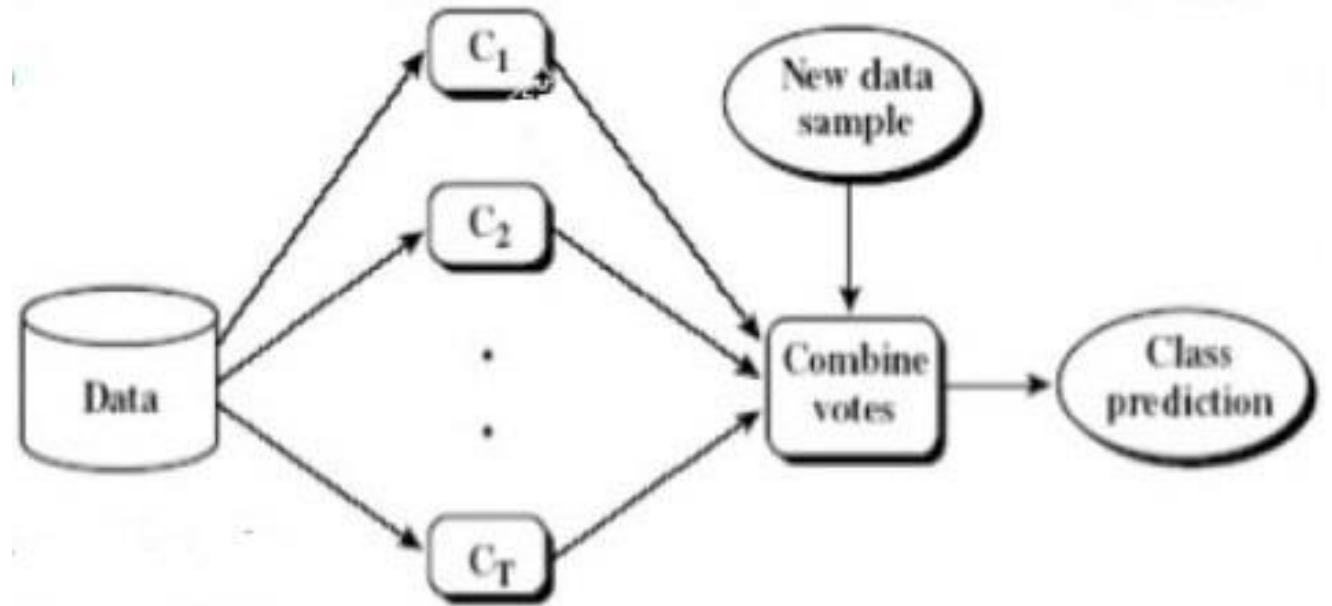 C1
New data
sample
C2
Data
Combine
votes
Class
prediction
CT